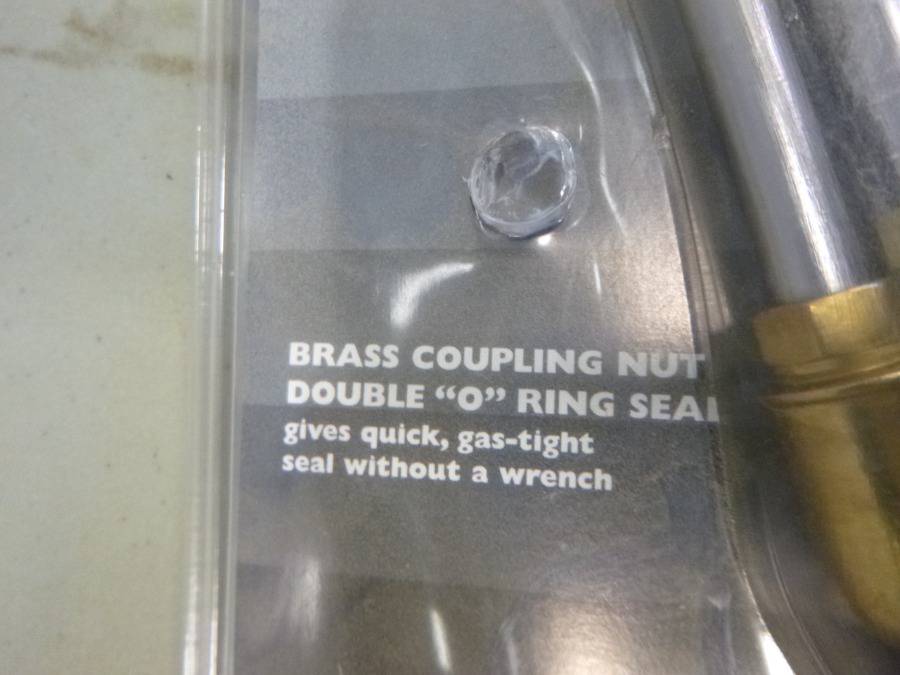 BRASS COUPLING NUT
DOUBLE “O” RING SEAL
gives quick, gas-tight
seal without a wrench